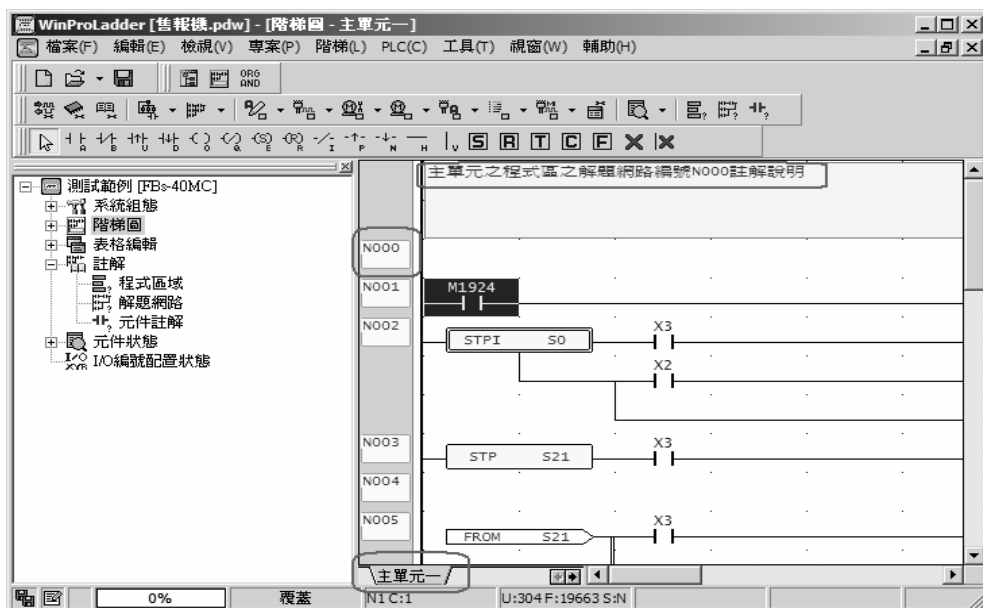 WinProLadder [售報機.pdw] - [階梯圖 - 主單元一]
檔案(F) 編輯(E) 檢視(V) 專案(P) 階梯(L) PLC(C) 工具(T) 視窗(W) 輔助(H)
ORG
AND
A B U D O Q E R I P N H V S R T C F
測試範例 [FBs-40MC]
系統組態
階梯圖
表格編輯
註解
程式區域
解題網路
元件註解
元件狀態
I/O編號配置狀態
主單元之程式區之解題網路編號N000註解說明
N000
N001 M1924
N002 STPI S0 X3
X2
N003 STP S21 X3
N004
N005 FROM S21 X3
主單元一
0% 覆蓋 N1 C:1 U:304 F:19663 S:N